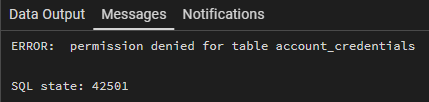 Data Output Messages Notifications
ERROR:  permission denied for table account_credentials
SQL state: 42501